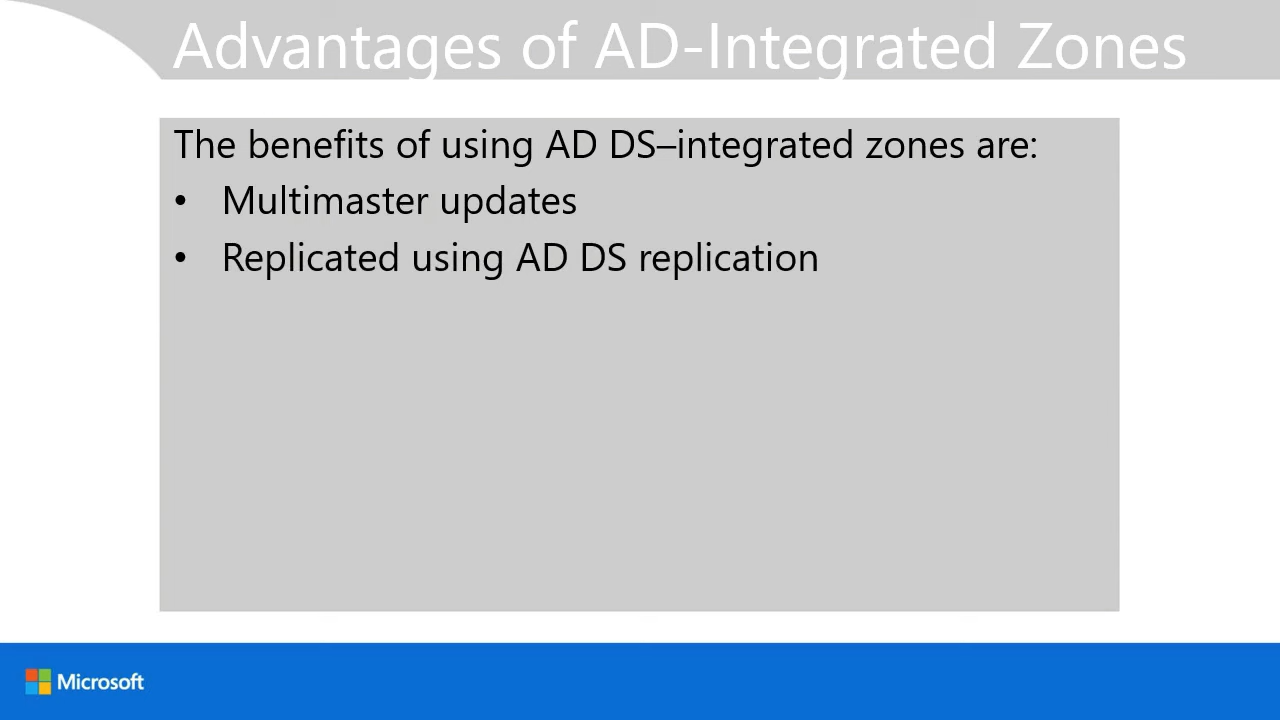 Advantages of AD-Integrated Zones
The benefits of using AD DS–integrated zones are:
• Multimaster updates
• Replicated using AD DS replication
Microsoft